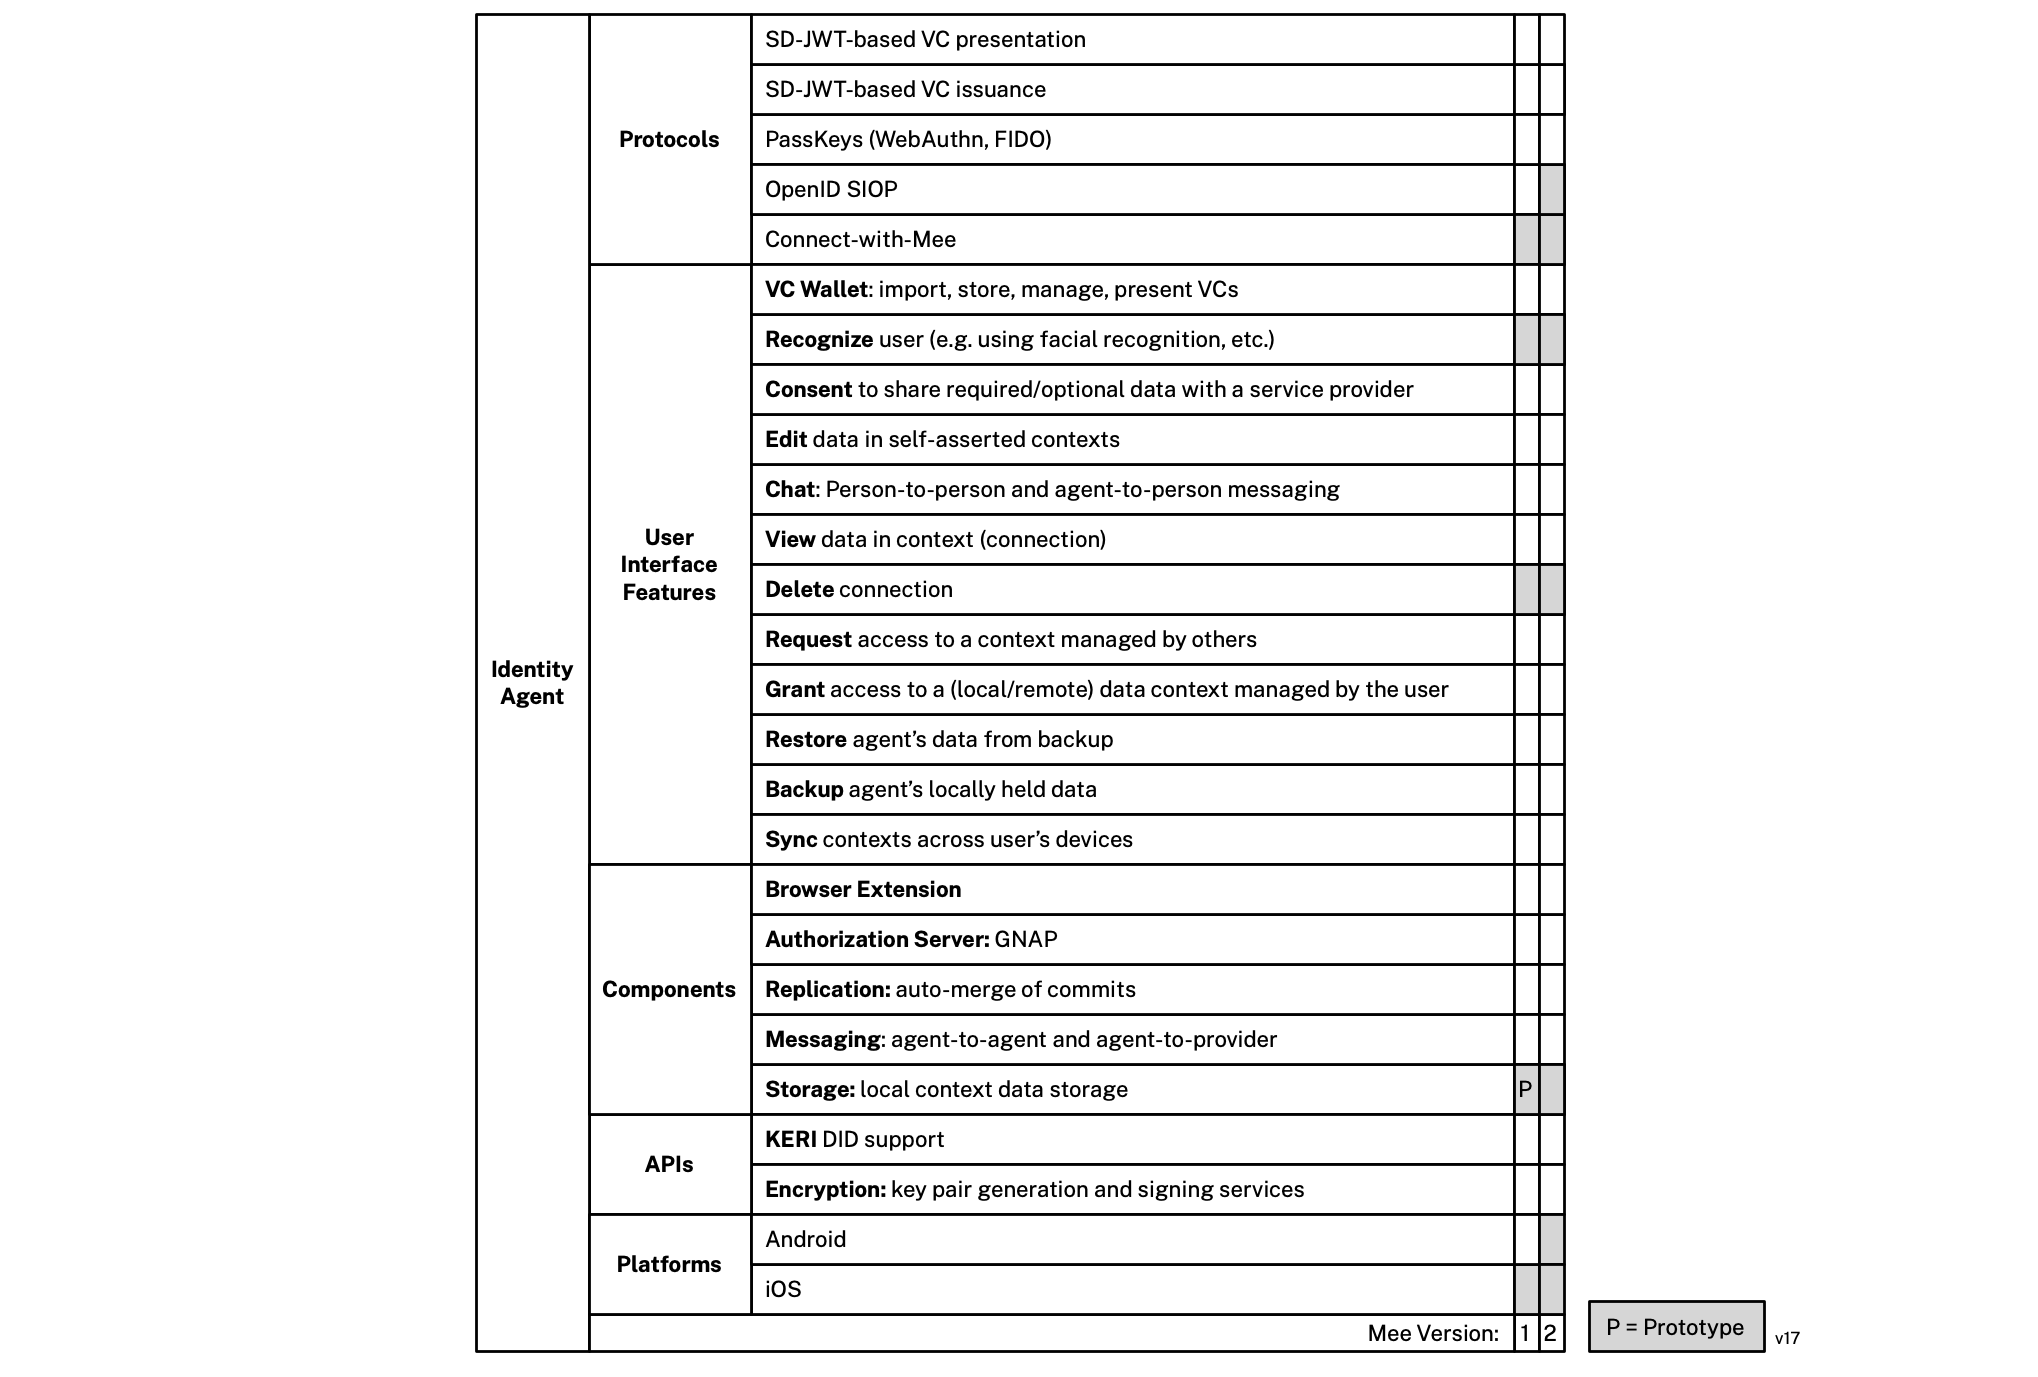 Identity
Agent
Protocols
SD-JWT-based VC presentation
SD-JWT-based VC issuance
PassKeys (WebAuthn, FIDO)
OpenID SIOP
Connect-with-Mee
User
Interface
Features
VC Wallet: import, store, manage, present VCs
Recognize user (e.g. using facial recognition, etc.)
Consent to share required/optional data with a service provider
Edit data in self-asserted contexts
Chat: Person-to-person and agent-to-person messaging
View data in context (connection)
Delete connection
Request access to a context managed by others
Grant access to a (local/remote) data context managed by the user
Restore agent’s data from backup
Backup agent’s locally held data
Sync contexts across user’s devices
Components
Browser Extension
Authorization Server: GNAP
Replication: auto-merge of commits
Messaging: agent-to-agent and agent-to-provider
Storage: local context data storage P
APIs
KERI DID support
Encryption: key pair generation and signing services
Platforms
Android
iOS
Mee Version: 1 2
P = Prototype
v17